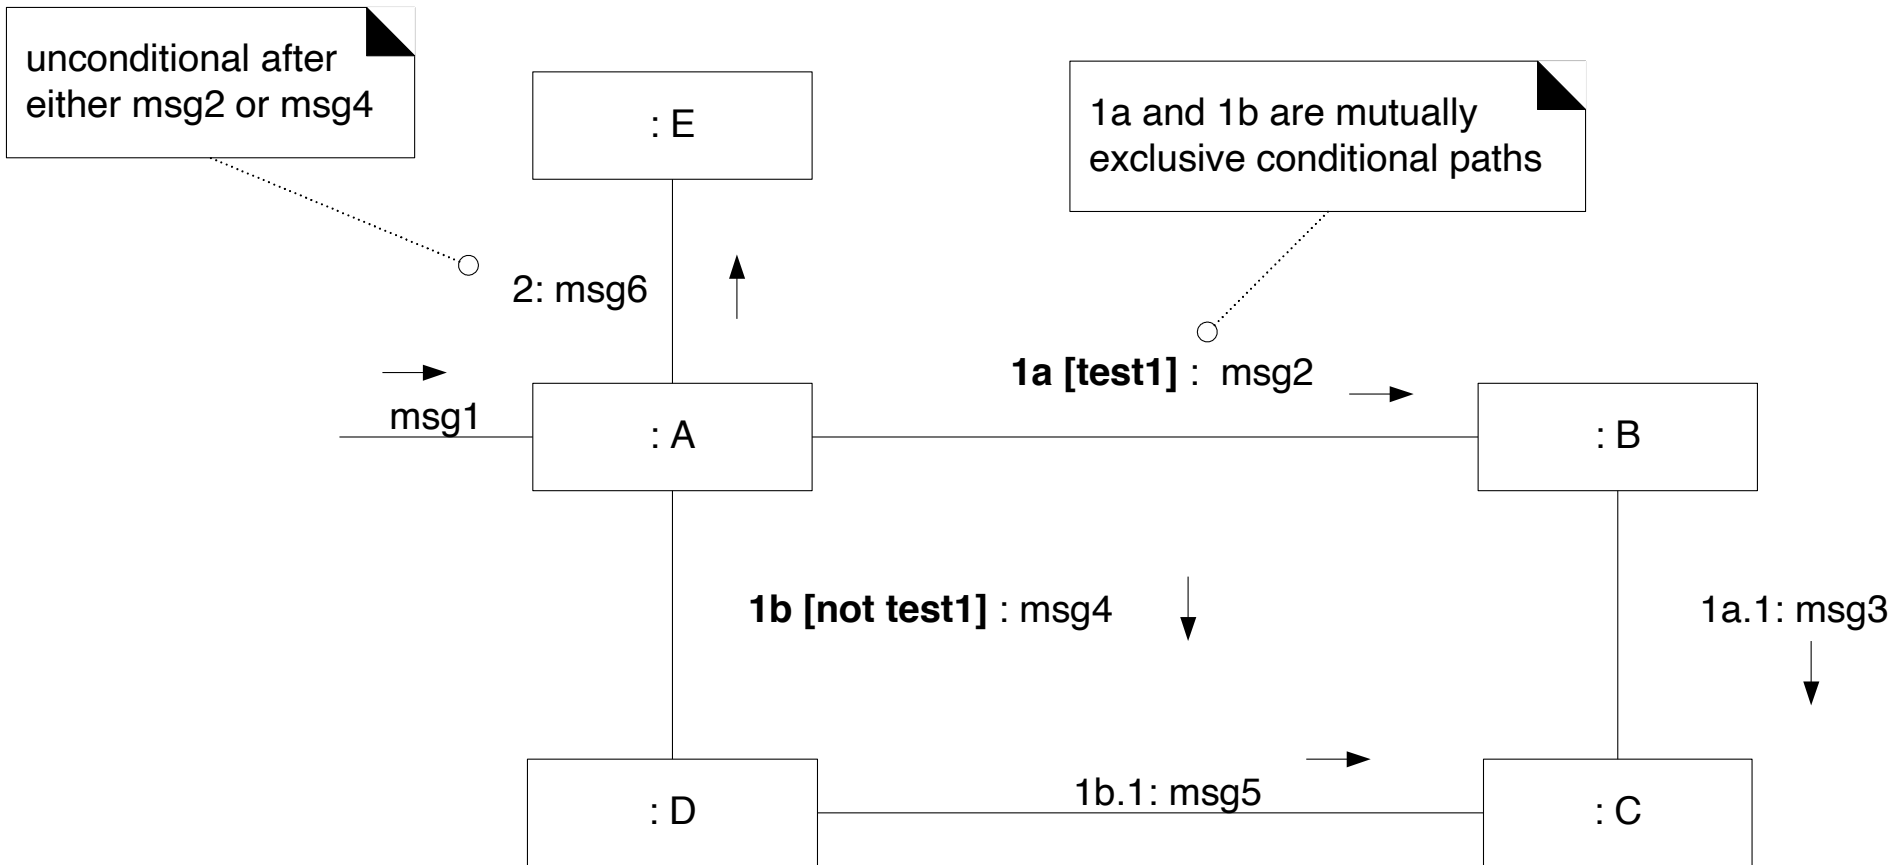 unconditional after
either msg2 or msg4
: E
1a and 1b are mutually
exclusive conditional paths
2: msg6
1a [test1] : msg2
msg1
: A
: B
1b [not test1] : msg4
1a.1: msg3
1b.1: msg5
: D
: C